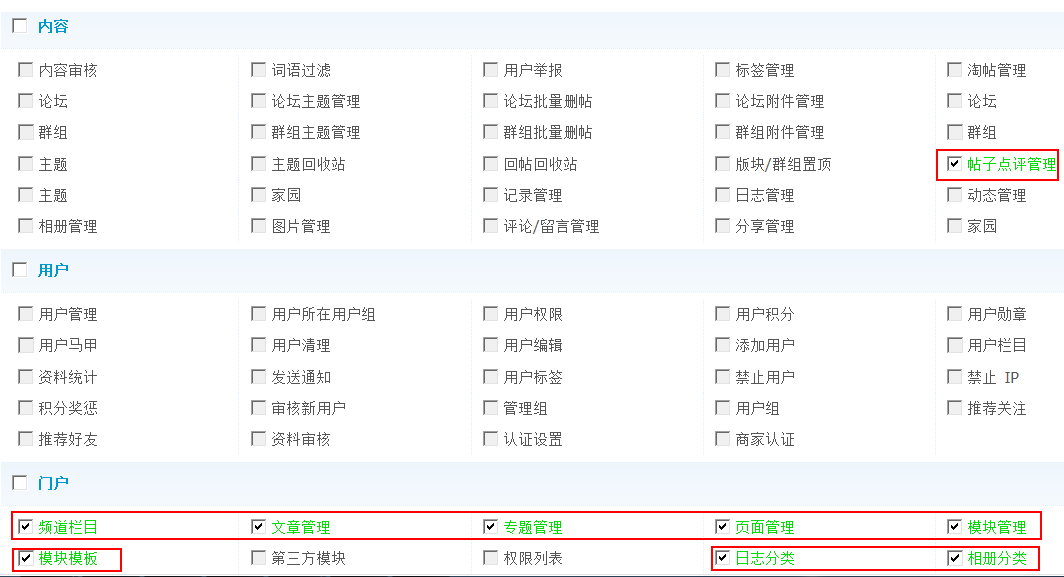 内容
内容审核 词语过滤 用户举报 标签管理 淘帖管理
论坛 论坛主题管理 论坛批量删帖 论坛附件管理 论坛
群组 群组主题管理 群组批量删帖 群组附件管理 群组
主题 主题回收站 回帖回收站 版块/群组置顶 帖子点评管理
主题 家园 记录管理 日志管理 动态管理
相册管理 图片管理 评论/留言管理 分享管理 家园
用户
用户管理 用户所在用户组 用户权限 用户积分 用户勋章
用户马甲 用户清理 用户编辑 添加用户 用户栏目
资料统计 发送通知 用户标签 禁止用户 禁止 IP
积分奖惩 审核新用户 管理组 用户组 推荐关注
推荐好友 资料审核 认证设置 商家认证
门户
频道栏目 文章管理 专题管理 页面管理 模块管理
模块模板 第三方模块 权限列表 日志分类 相册分类